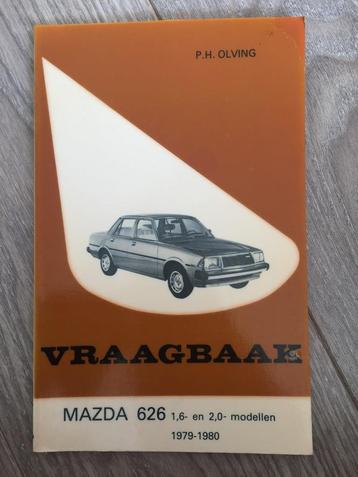 P.H. OLVING
VRAAGBAAK
MAZDA 626 1,6- en 2,0- modellen
1979-1980